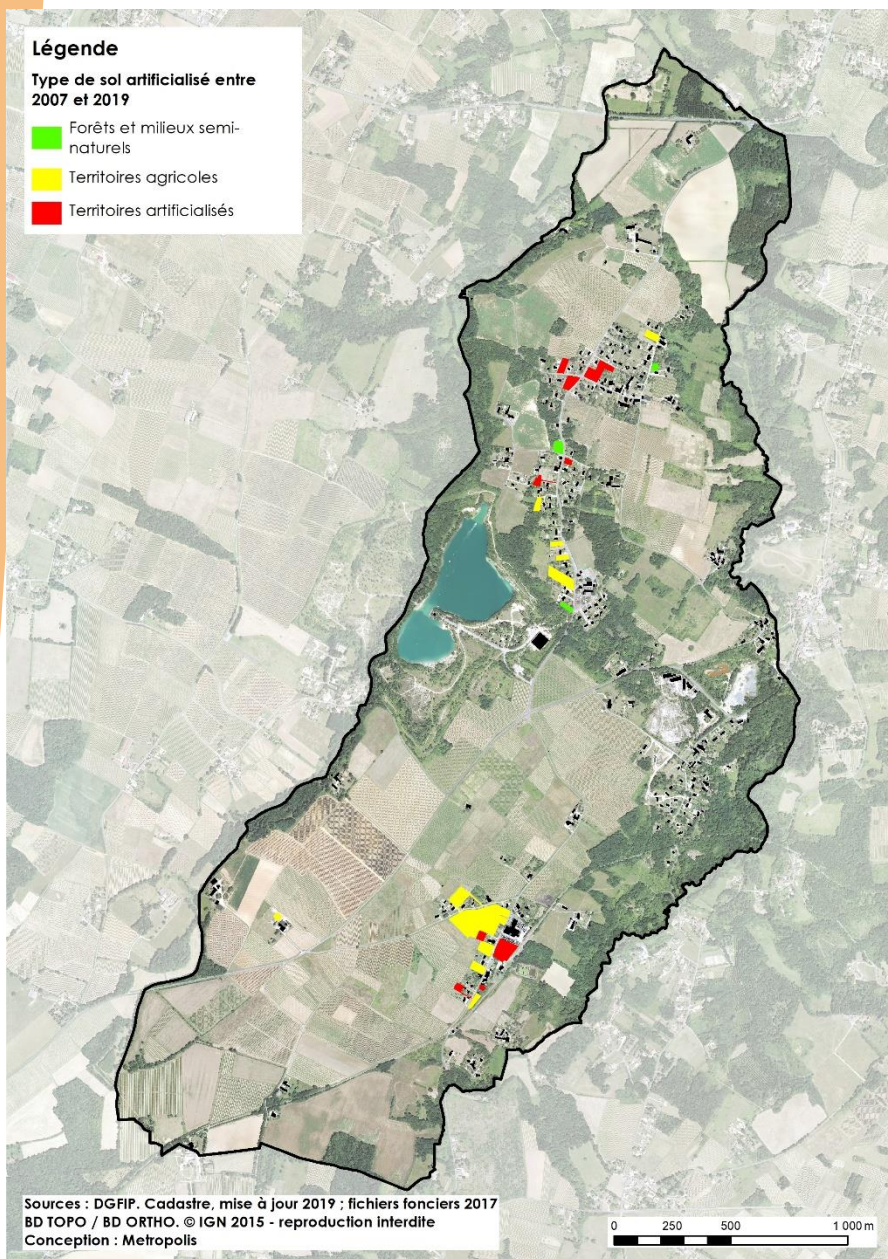 Légende
Type de sol artificialisé entre
2007 et 2019
Forêts et milieux semi-
naturels
Territoires agricoles
Territoires artificialisés
Sources : DGFIP. Cadastre, mise à jour 2019 ; fichiers fonciers 2017
BD TOPO / BD ORTHO. © IGN 2015 - reproduction interdite
Conception : Metropolis
0 250 500 1 000 m